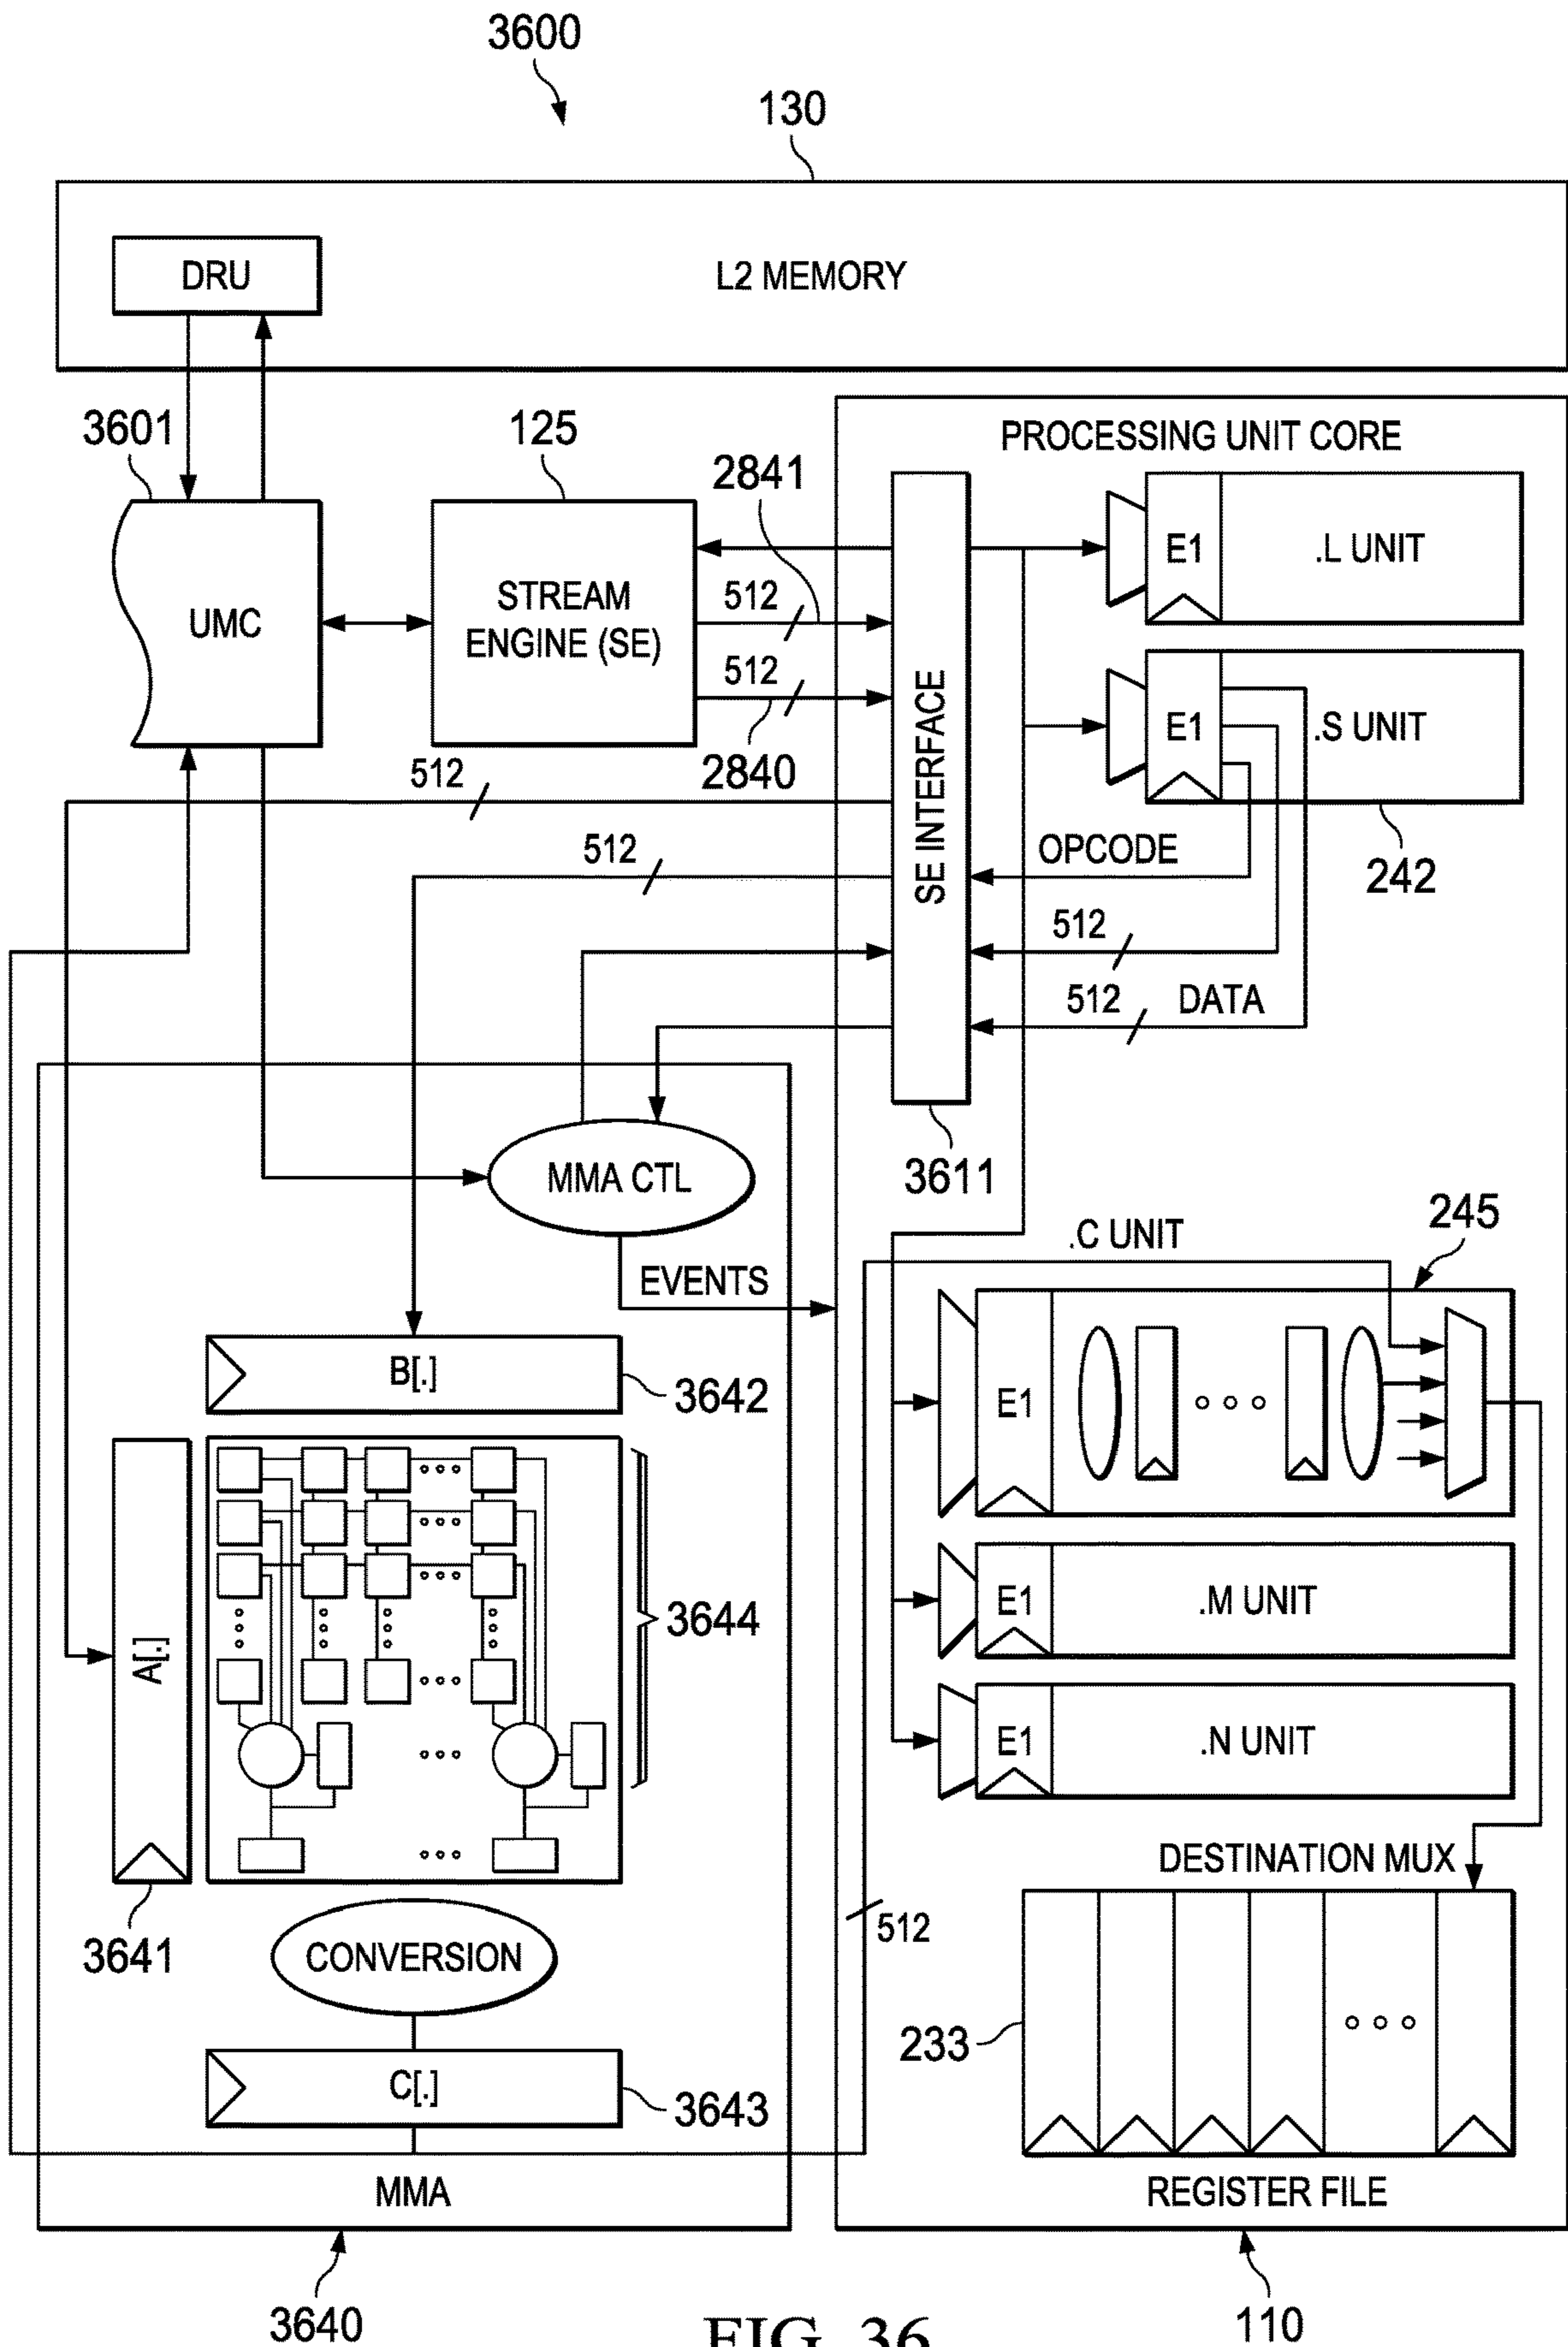 3600
130
DRU
L2 MEMORY
3601
125
2841
PROCESSING UNIT CORE
UMC
STREAM
ENGINE (SE)
512
512
2840
SE INTERFACE
E1
.L UNIT
E1
.S UNIT
242
512
512
OPCODE
512
512
DATA
3611
MMA CTL
EVENTS
.C UNIT
245
B[.]
3642
E1
A[.]
3644
3641
E1
.M UNIT
E1
.N UNIT
DESTINATION MUX
CONVERSION
512
233
C[.]
3643
MMA
REGISTER FILE
3640
110
FIG. 36